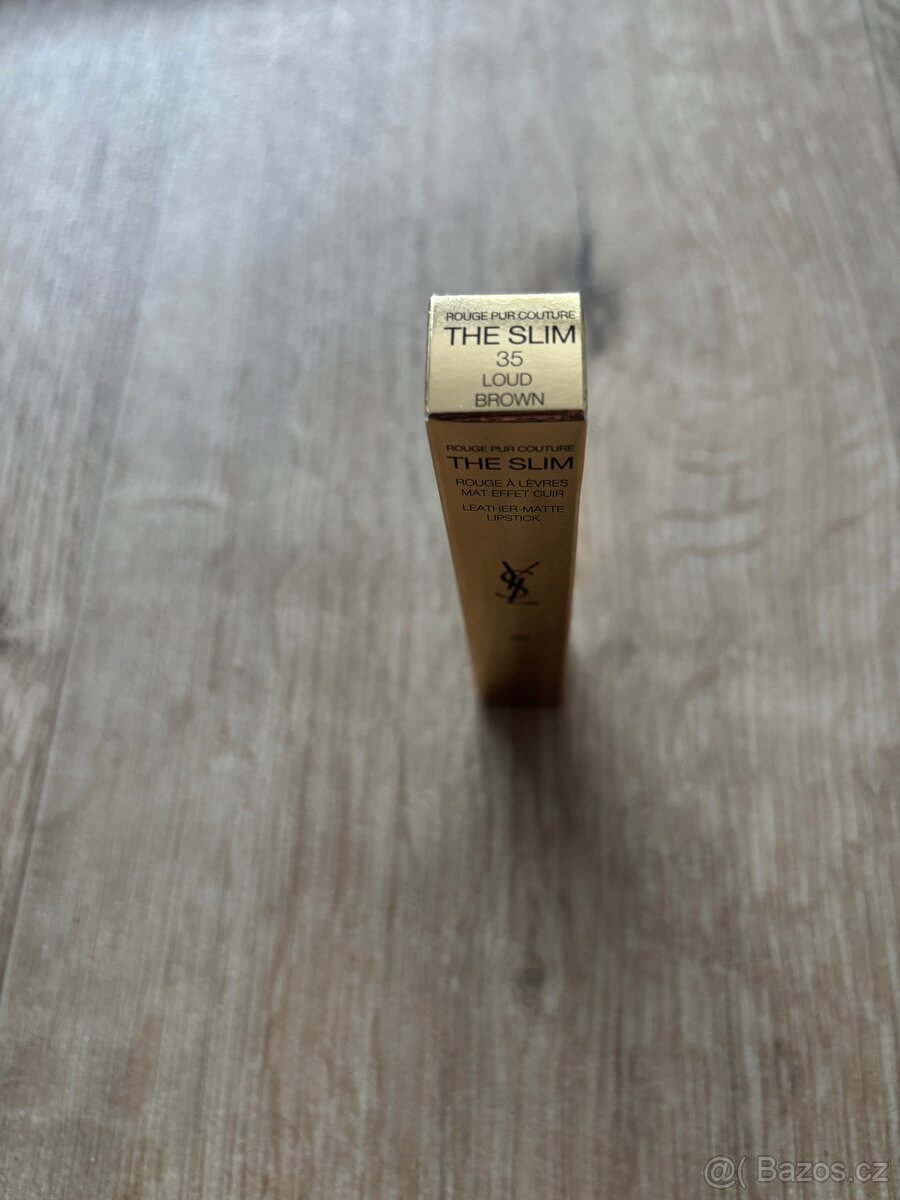 ROUGE PUR COUTURE
THE SLIM
35
LOUD
BROWN
ROUGE PUR COUTURE
THE SLIM
ROUGE À LÈVRES
MAT EFFET CUIR
LEATHER-MATTE
LIPSTICK
YSL
@( Bazos.cz